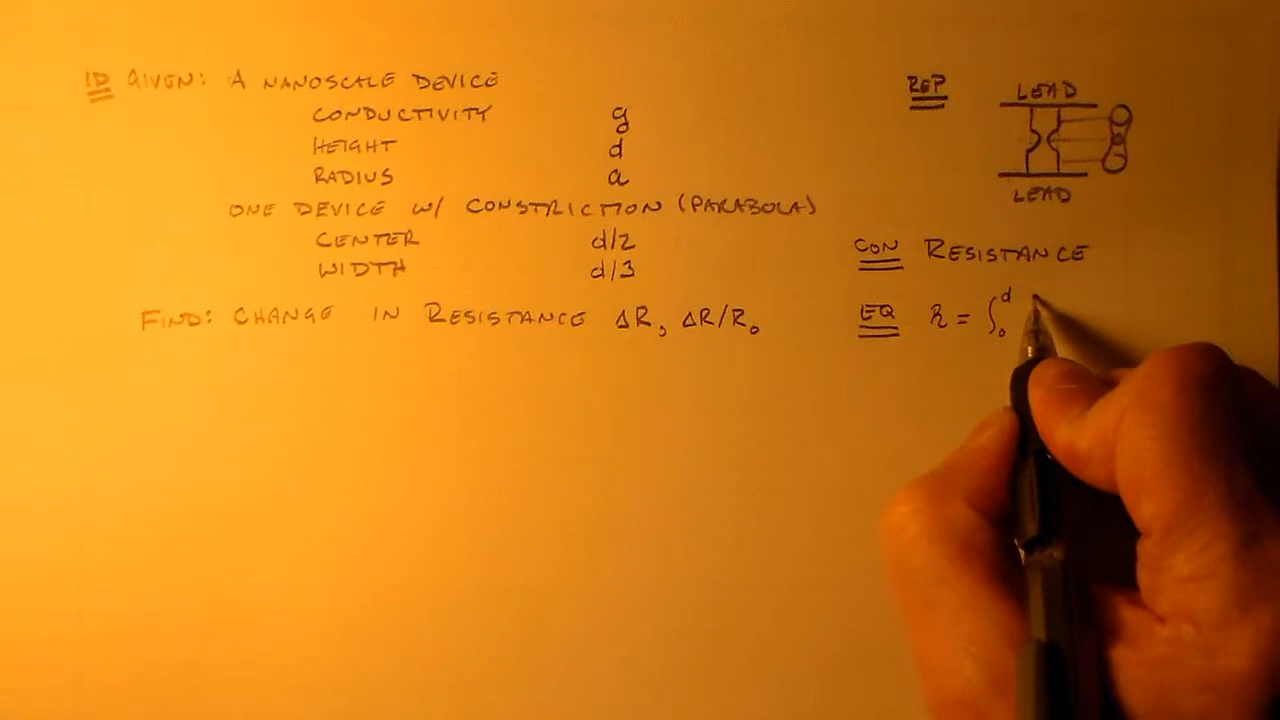 ID GIVEN: A NANOSCALE DEVICE
CONDUCTIVITY g
HEIGHT d
RADIUS a
ONE DEVICE W/ CONSTRICTION (PARABOLA)
CENTER d/2
WIDTH d/3
FIND: CHANGE IN RESISTANCE ΔR, ΔR/R₀
REP
LEAD
LEAD
CON RESISTANCE
EQ R = ∫₀ᵈ